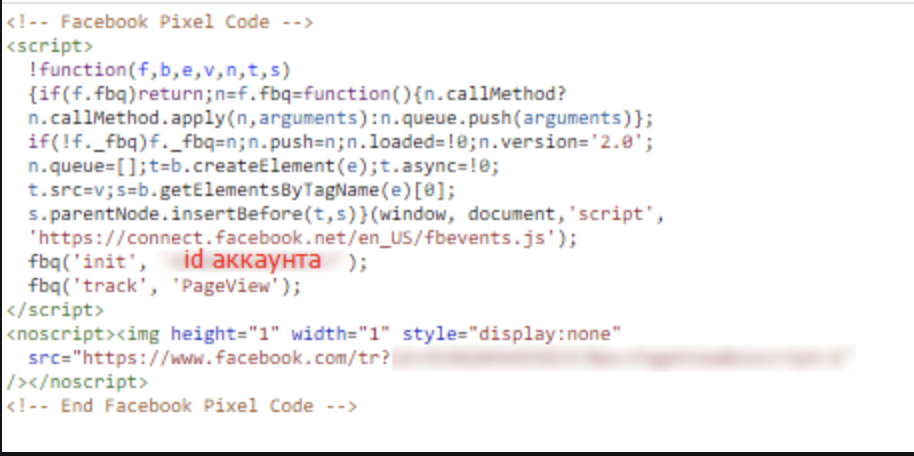 <!-- Facebook Pixel Code -->
<script>
!function(f,b,e,v,n,t,s)
{if(f.fbq)return;n=f.fbq=function(){n.callMethod?
n.callMethod.apply(n,arguments):n.queue.push(arguments)};
if(!f._fbq)f._fbq=n;n.push=n;n.loaded=!0;n.version='2.0';
n.queue=[];t=b.createElement(e);t.async=!0;
t.src=v;s=b.getElementsByTagName(e)[0];
s.parentNode.insertBefore(t,s)}(window, document,'script',
'https://connect.facebook.net/en_US/fbevents.js');
fbq('init', id аккаунта );
fbq('track', 'PageView');
</script>
<noscript><img height="1" width="1" style="display:none"
src="https://www.facebook.com/tr?
/></noscript>
<!-- End Facebook Pixel Code -->